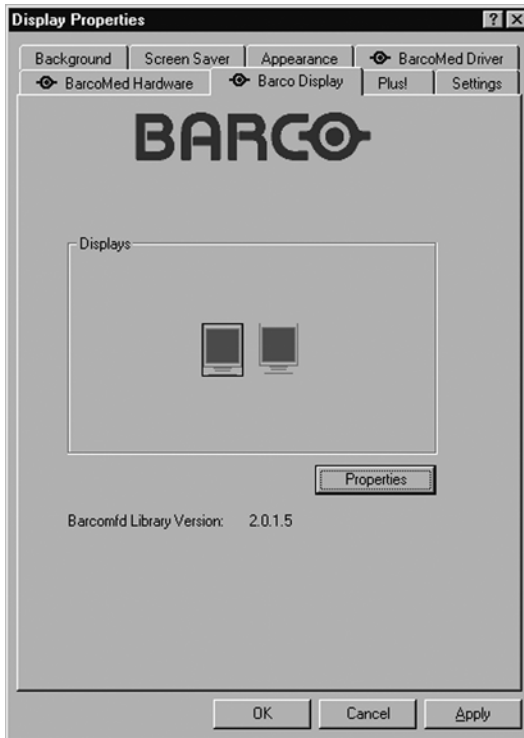 Display Properties
Background Screen Saver Appearance BarcoMed Driver
BarcoMed Hardware Barco Display Plus! Settings
BARCO
Displays
Properties
Barcomfd Library Version: 2.0.1.5
OK Cancel Apply